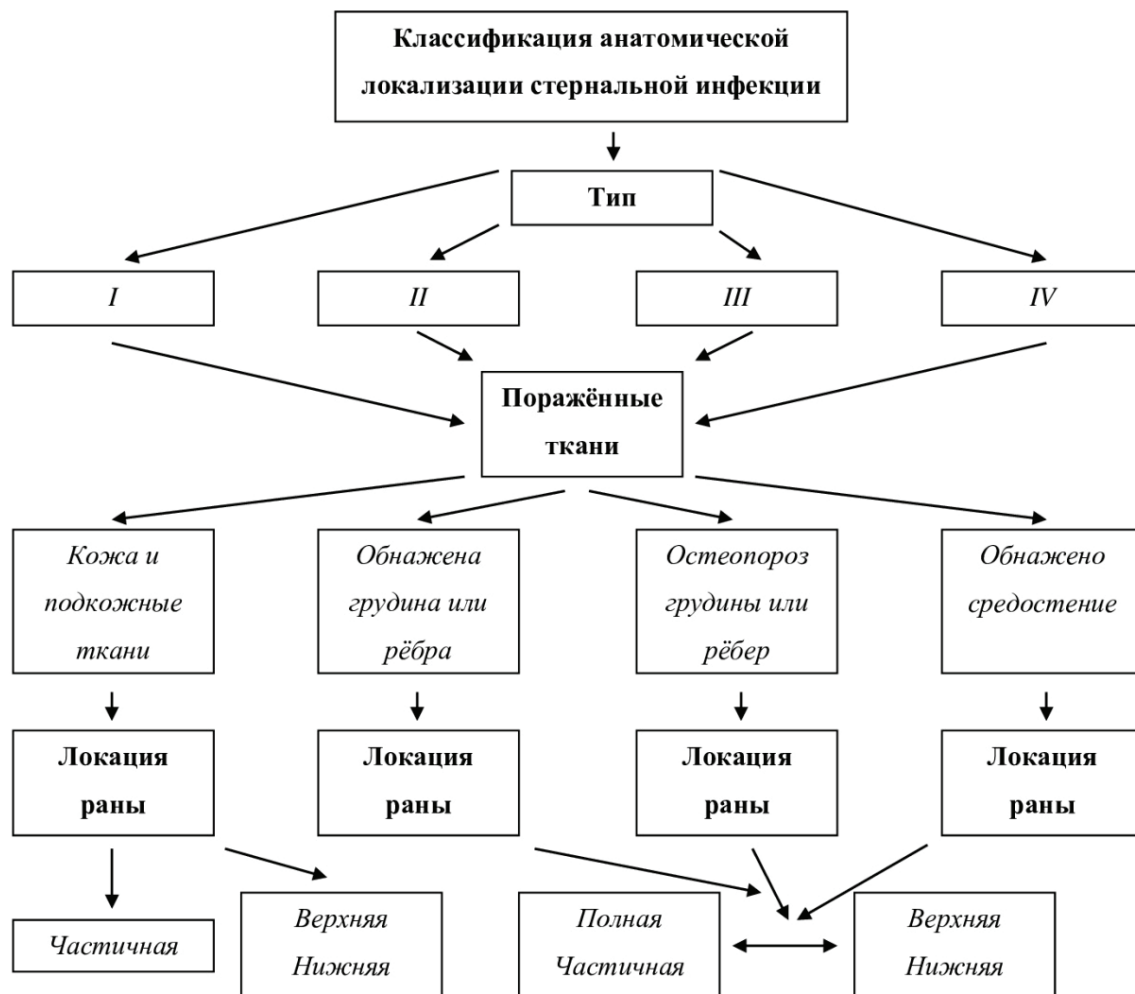 Классификация анатомической
локализации стернальной инфекции
Тип
I
II
III
IV
Поражённые
ткани
Кожа и
подкожные
ткани
Обнажена
грудина или
рёбра
Остеопороз
грудины или
рёбер
Обнажено
средостение
Локация
раны
Локация
раны
Локация
раны
Локация
раны
Частичная
Верхняя
Нижняя
Полная
Частичная
Верхняя
Нижняя